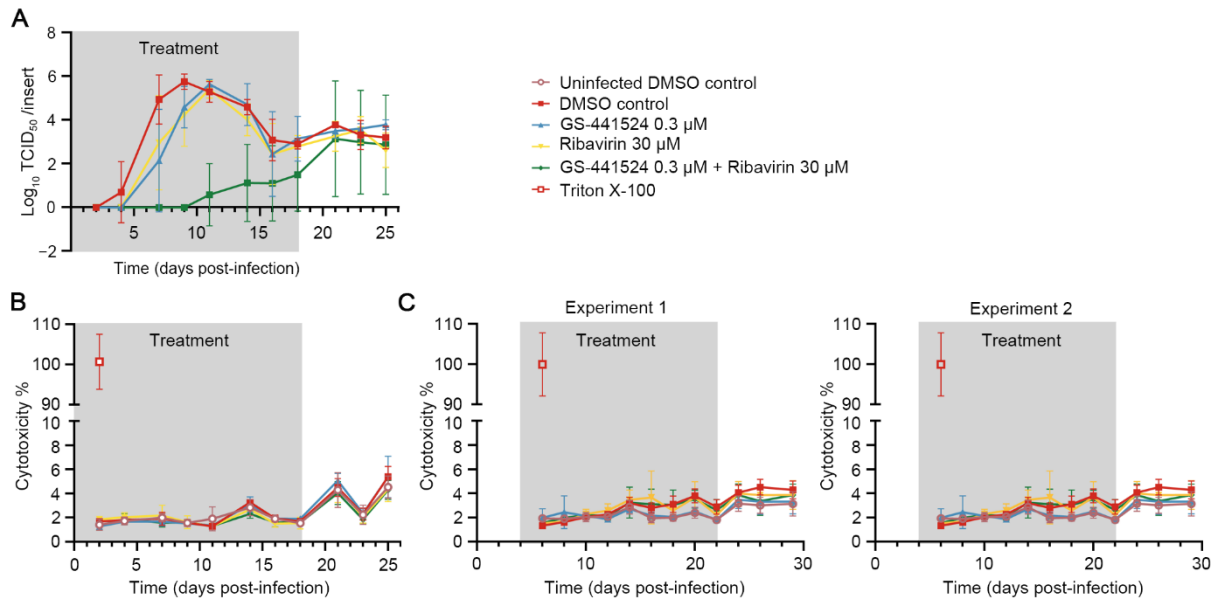 A
Treatment
8
6
4
2
0
−2
Log₁₀ TCID₅₀ /insert
5 10 15 20 25
Time (days post-infection)
Uninfected DMSO control
DMSO control
GS-441524 0.3 µM
Ribavirin 30 µM
GS-441524 0.3 µM + Ribavirin 30 µM
Triton X-100
B
Treatment
110
100
90
10
8
6
4
2
0
Cytotoxicity %
0 5 10 15 20 25
Time (days post-infection)
C
Experiment 1
Treatment
110
100
90
10
8
6
4
2
0
Cytotoxicity %
0 10 20 30
Time (days post-infection)
Experiment 2
Treatment
110
100
90
10
8
6
4
2
0
Cytotoxicity %
0 10 20 30
Time (days post-infection)